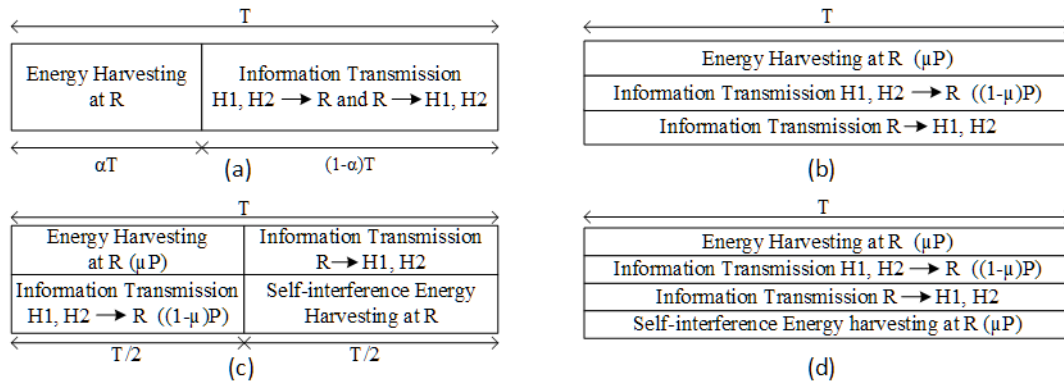 T
Energy Harvesting
at R
Information Transmission
H1, H2 → R and R → H1, H2
αT
(1-α)T
(a)
T
Energy Harvesting at R (μP)
Information Transmission H1, H2 → R ((1-μ)P)
Information Transmission R → H1, H2
(b)
T
Energy Harvesting
at R (μP)
Information Transmission
R → H1, H2
Information Transmission
H1, H2 → R ((1-μ)P)
Self-interference Energy
Harvesting at R
T/2
T/2
(c)
T
Energy Harvesting at R (μP)
Information Transmission H1, H2 → R ((1-μ)P)
Information Transmission R → H1, H2
Self-interference Energy harvesting at R (μP)
(d)